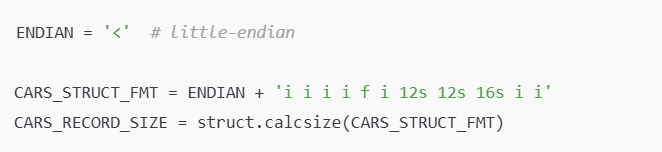 ENDIAN = '<'  # little-endian
CARS_STRUCT_FMT = ENDIAN + 'i i i i f i 12s 12s 16s i i'
CARS_RECORD_SIZE = struct.calcsize(CARS_STRUCT_FMT)